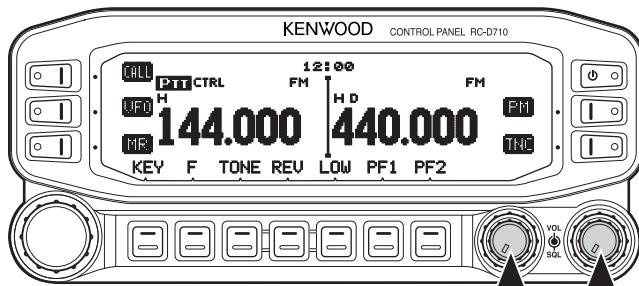 KENWOOD CONTROL PANEL RC-D710
12:00
CALL PTT CTRL FM FM
VFO H 144.000 H D 440.000 PM
MR TNC
KEY F TONE REV LOW PF1 PF2
VOL
SQL